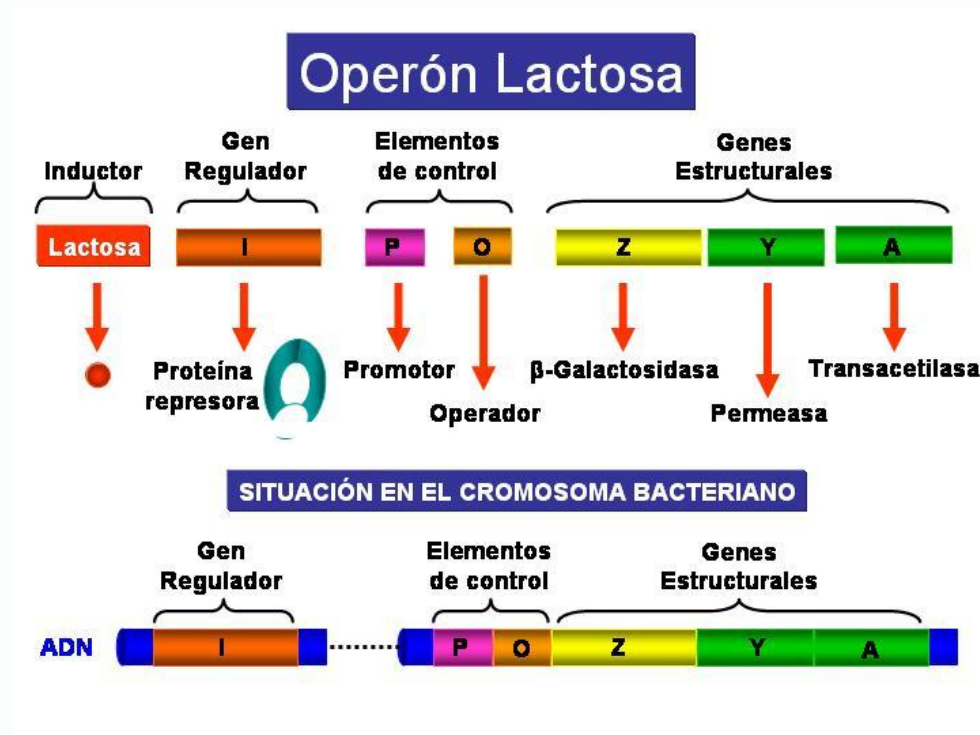 Operón Lactosa
Inductor
Gen
Regulador
Elementos
de control
Genes
Estructurales
Lactosa
I
P
O
Z
Y
A
Proteína
represora
Promotor
Operador
β-Galactosidasa
Permeasa
Transacetilasa
SITUACIÓN EN EL CROMOSOMA BACTERIANO
Gen
Regulador
Elementos
de control
Genes
Estructurales
ADN
I
P
O
Z
Y
A